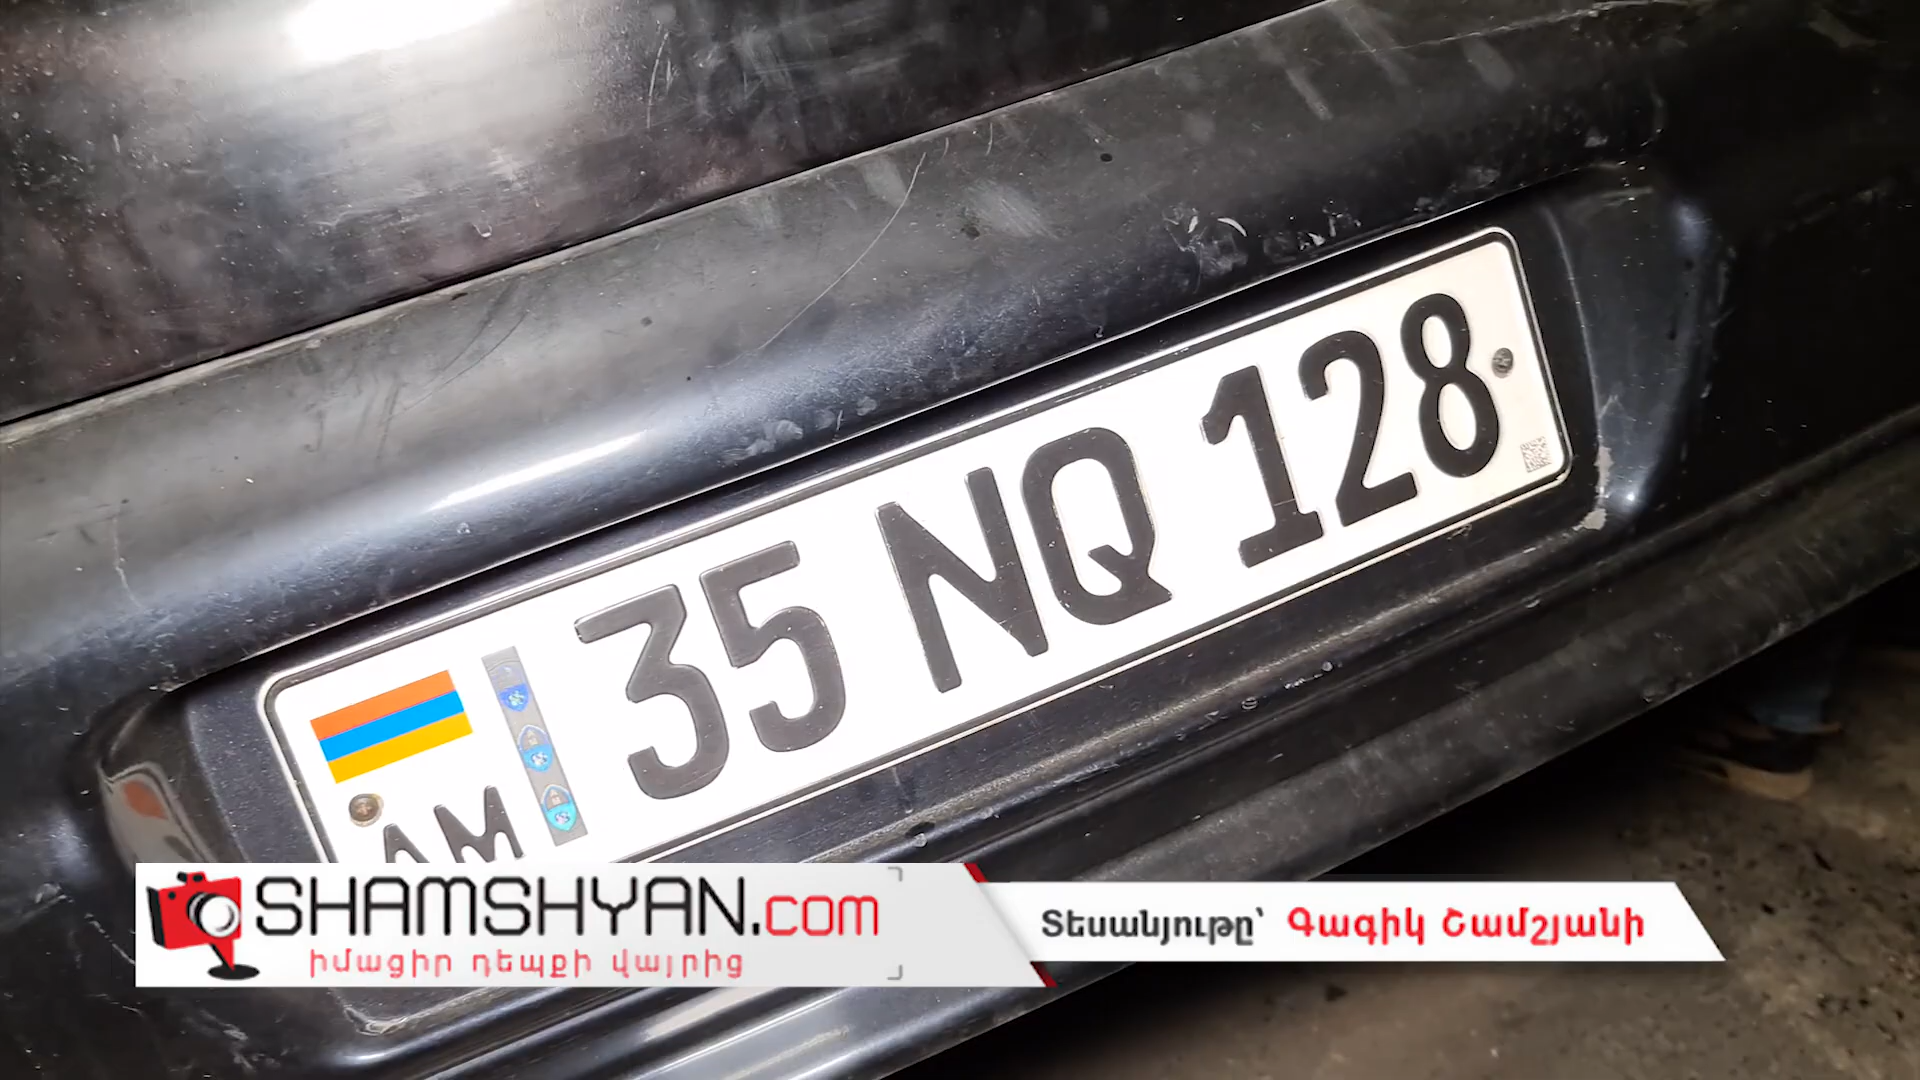 35 NQ 128
AM
SHAMSHYAN.com
իմացիր դեպքի վայրից
Տեսանյութը՝ Գագիկ Շամշյանի